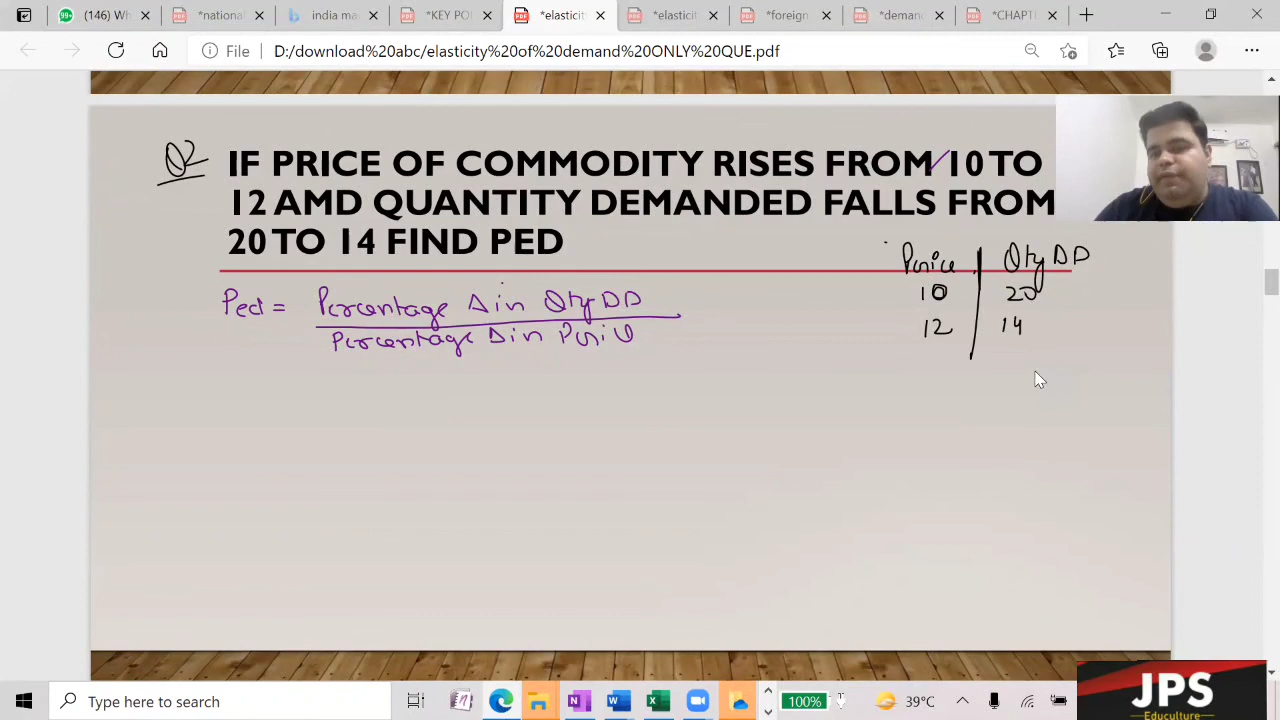 (146) Wh
*national
india ma
*KEY PO
*elasticit
*elasticit
*foreign
*deman
*CHAPTE
File
D:/download%20abc/elasticity%20of%20demand%20ONLY%20QUE.pdf
Q2
IF PRICE OF COMMODITY RISES FROM 10 TO
12 AMD QUANTITY DEMANDED FALLS FROM
20 TO 14 FIND PED
Price Qty DD
10 20
12 14
Ped = Percentage Δ in Qty DD
Percentage Δ in Price
Type here to search
100%
39°C
JPS
Educulture